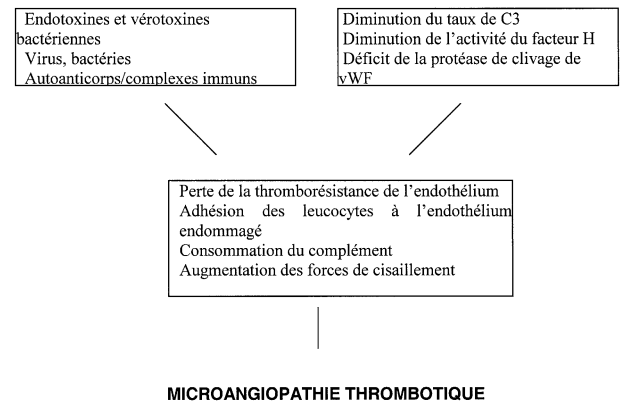 Endotoxines et vérotoxines
bactériennes
Virus, bactéries
Autoanticorps/complexes immuns
Diminution du taux de C3
Diminution de l'activité du facteur H
Déficit de la protéase de clivage de
vWF
Perte de la thromborésistance de l'endothélium
Adhésion des leucocytes à l'endothélium
endommagé
Consommation du complément
Augmentation des forces de cisaillement
MICROANGIOPATHIE THROMBOTIQUE